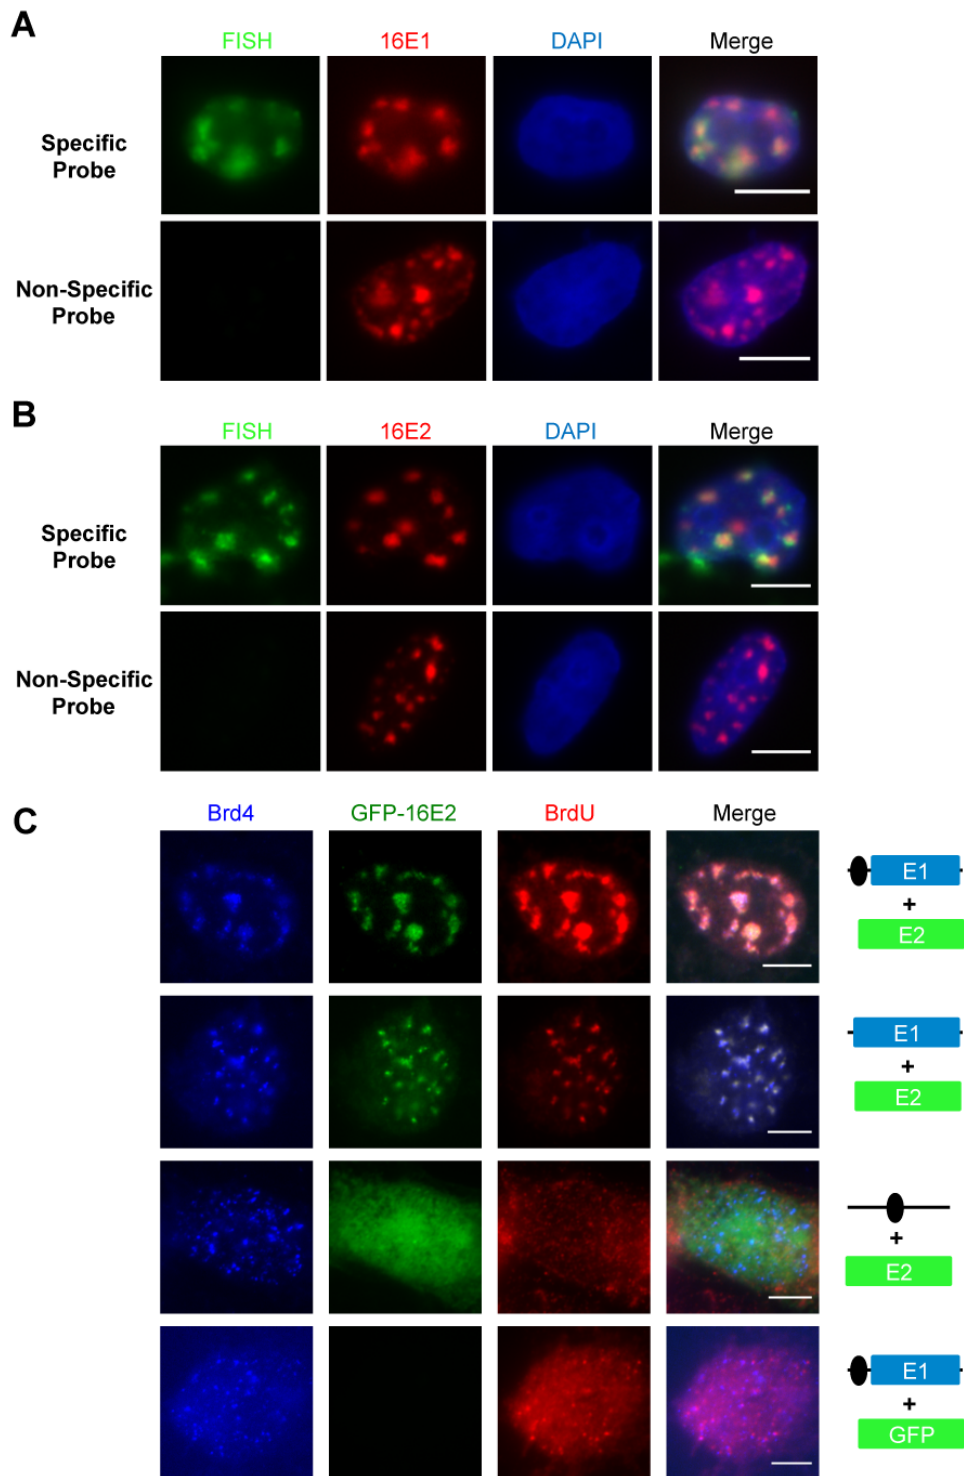 A
FISH 16E1 DAPI Merge
Specific
Probe
Non-Specific
Probe
B
FISH 16E2 DAPI Merge
Specific
Probe
Non-Specific
Probe
C
Brd4 GFP-16E2 BrdU Merge
E1
+
E2
E1
+
E2
+
E2
E1
+
GFP